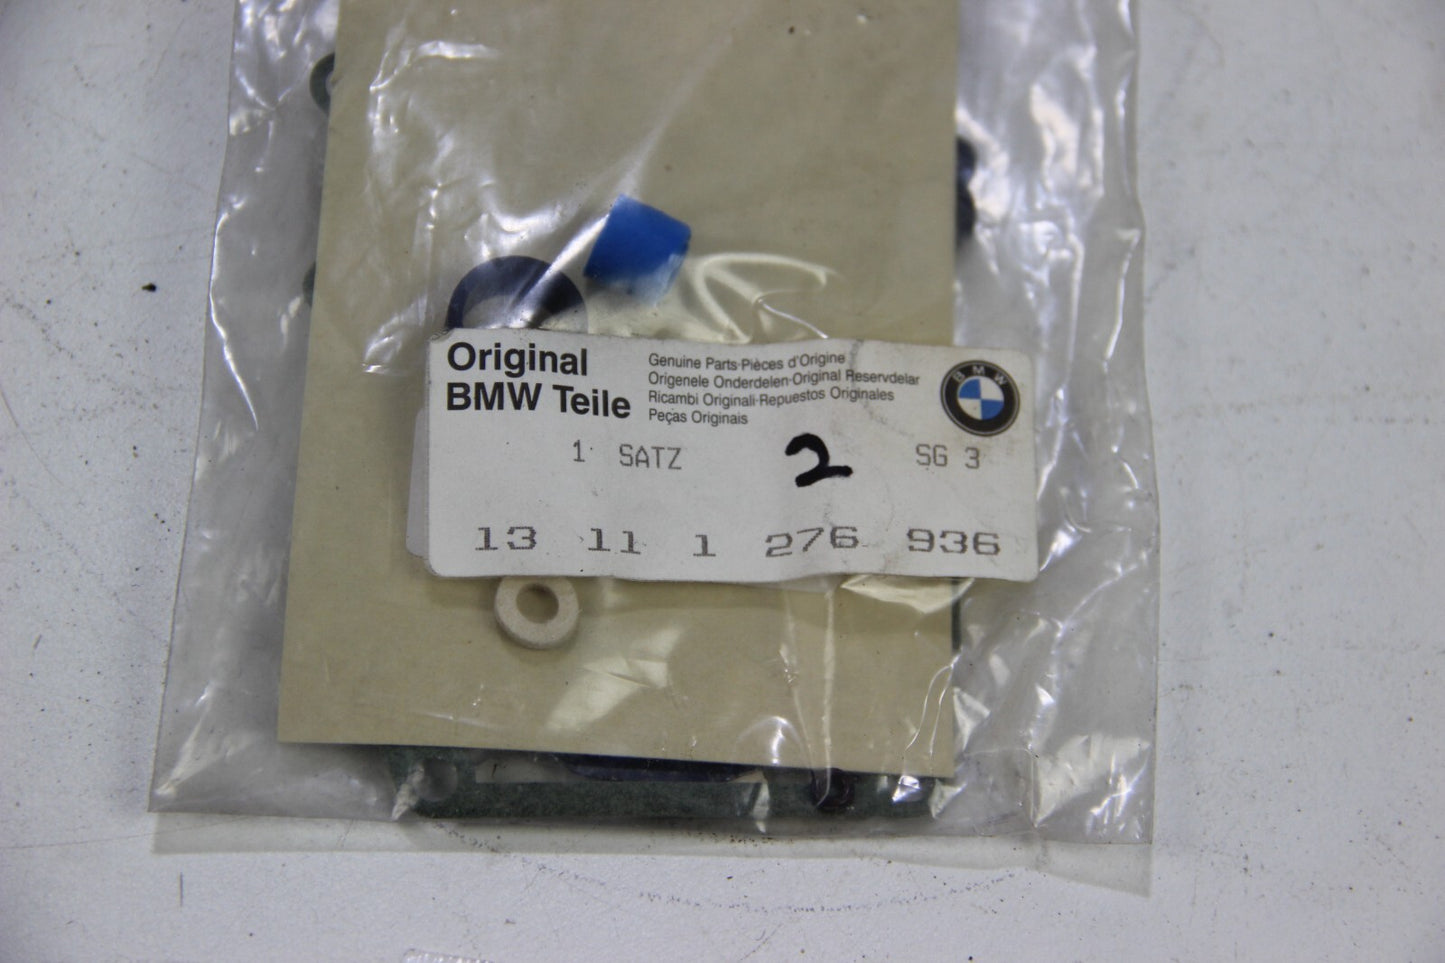 Original
BMW Teile
Genuine Parts·Pièces d'Origine
Origenele Onderdelen·Original Reservdelar
Ricambi Originali·Repuestos Originales
Peças Originais
BMW
1 SATZ 2 SG 3
13 11 1 276 936